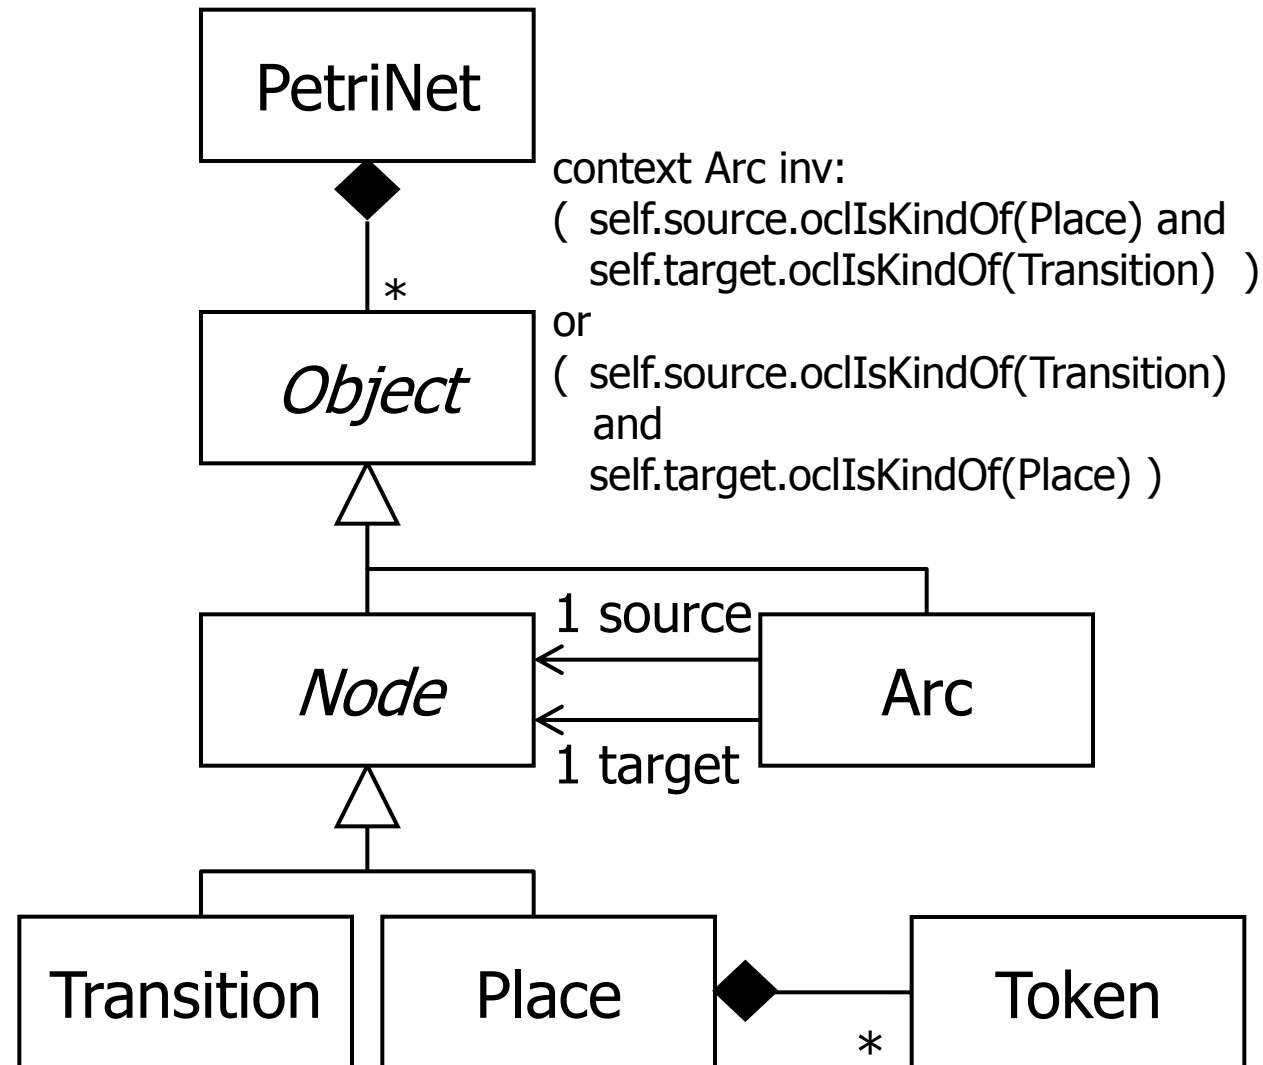 PetriNet
context Arc inv:
( self.source.oclIsKindOf(Place) and
self.target.oclIsKindOf(Transition) )
*
or
Object
( self.source.oclIsKindOf(Transition)
and
self.target.oclIsKindOf(Place) )
1 source
Node
Arc
1 target
Transition
Place
Token
*